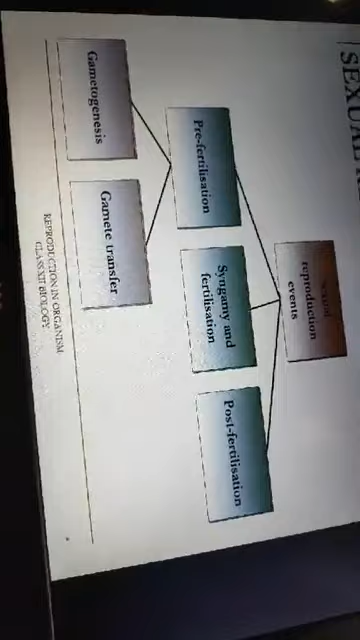 Sexual
reproduction
events
Pre-fertilisation
Syngamy and
fertilisation
Post-fertilisation
Gametogenesis
Gamete transfer
REPRODUCTION IN ORGANISM
CLASS XII BIOLOGY